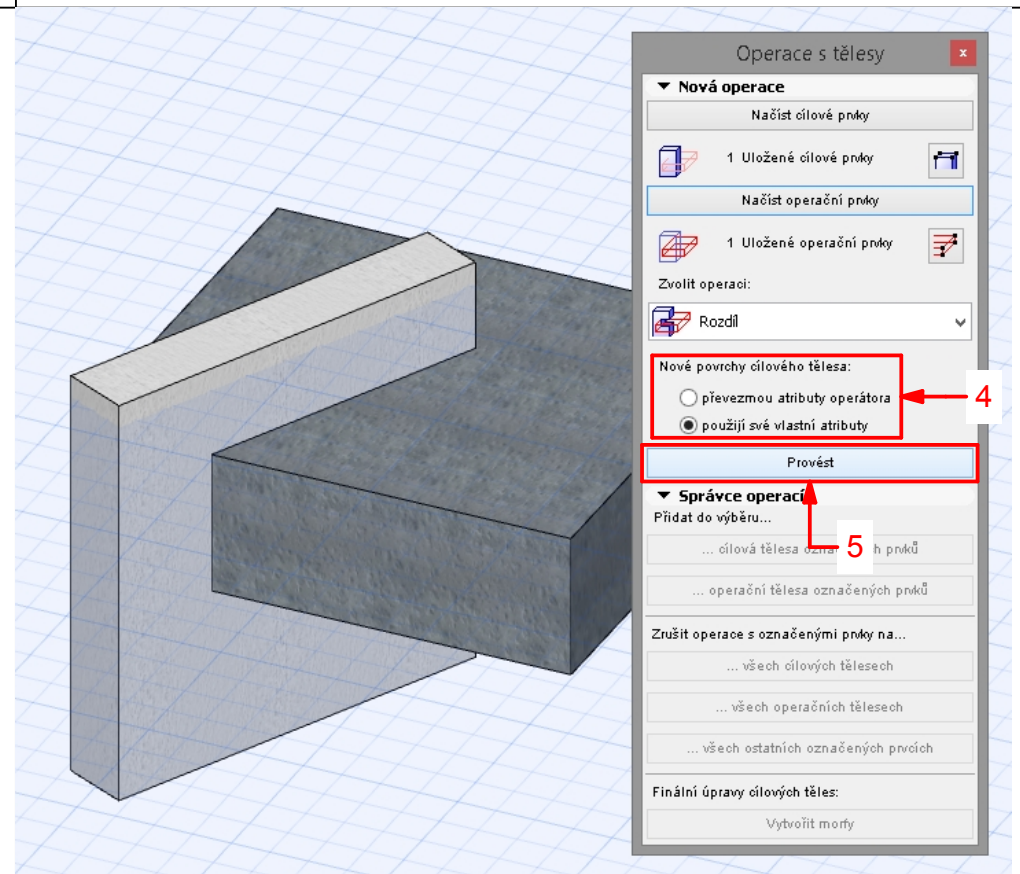 Operace s tělesy
x
Nová operace
Načíst cílové prvky
1 Uložené cílové prvky
Načíst operační prvky
1 Uložené operační prvky
Zvolit operaci:
Rozdíl
Nové povrchy cílového tělesa:
převezmou atributy operátora
4
použijí své vlastní atributy
Provést
Správce operací
Přidat do výběru...
5
... cílová tělesa označených prvků
... operační tělesa označených prvků
Zrušit operace s označenými prvky na...
... všech cílových tělesech
... všech operačních tělesech
... všech ostatních označených prvcích
Finální úpravy cílových těles:
Vytvořit morfy